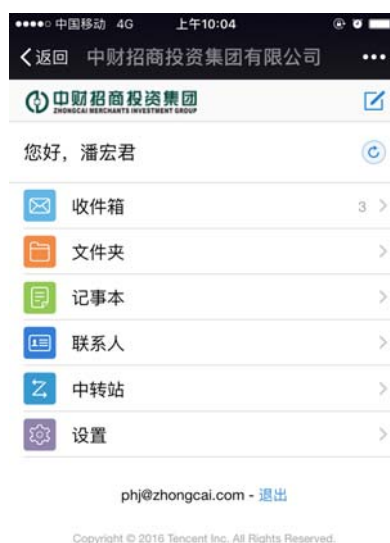 中国移动 4G 上午10:04
返回 中财招商投资集团有限公司
中财招商投资集团
ZHONGCAI MERCHANTS INVESTMENT GROUP
您好，潘宏君
收件箱 3
文件夹
记事本
联系人
中转站
设置
phj@zhongcai.com - 退出
Copyright © 2016 Tencent Inc. All Rights Reserved.